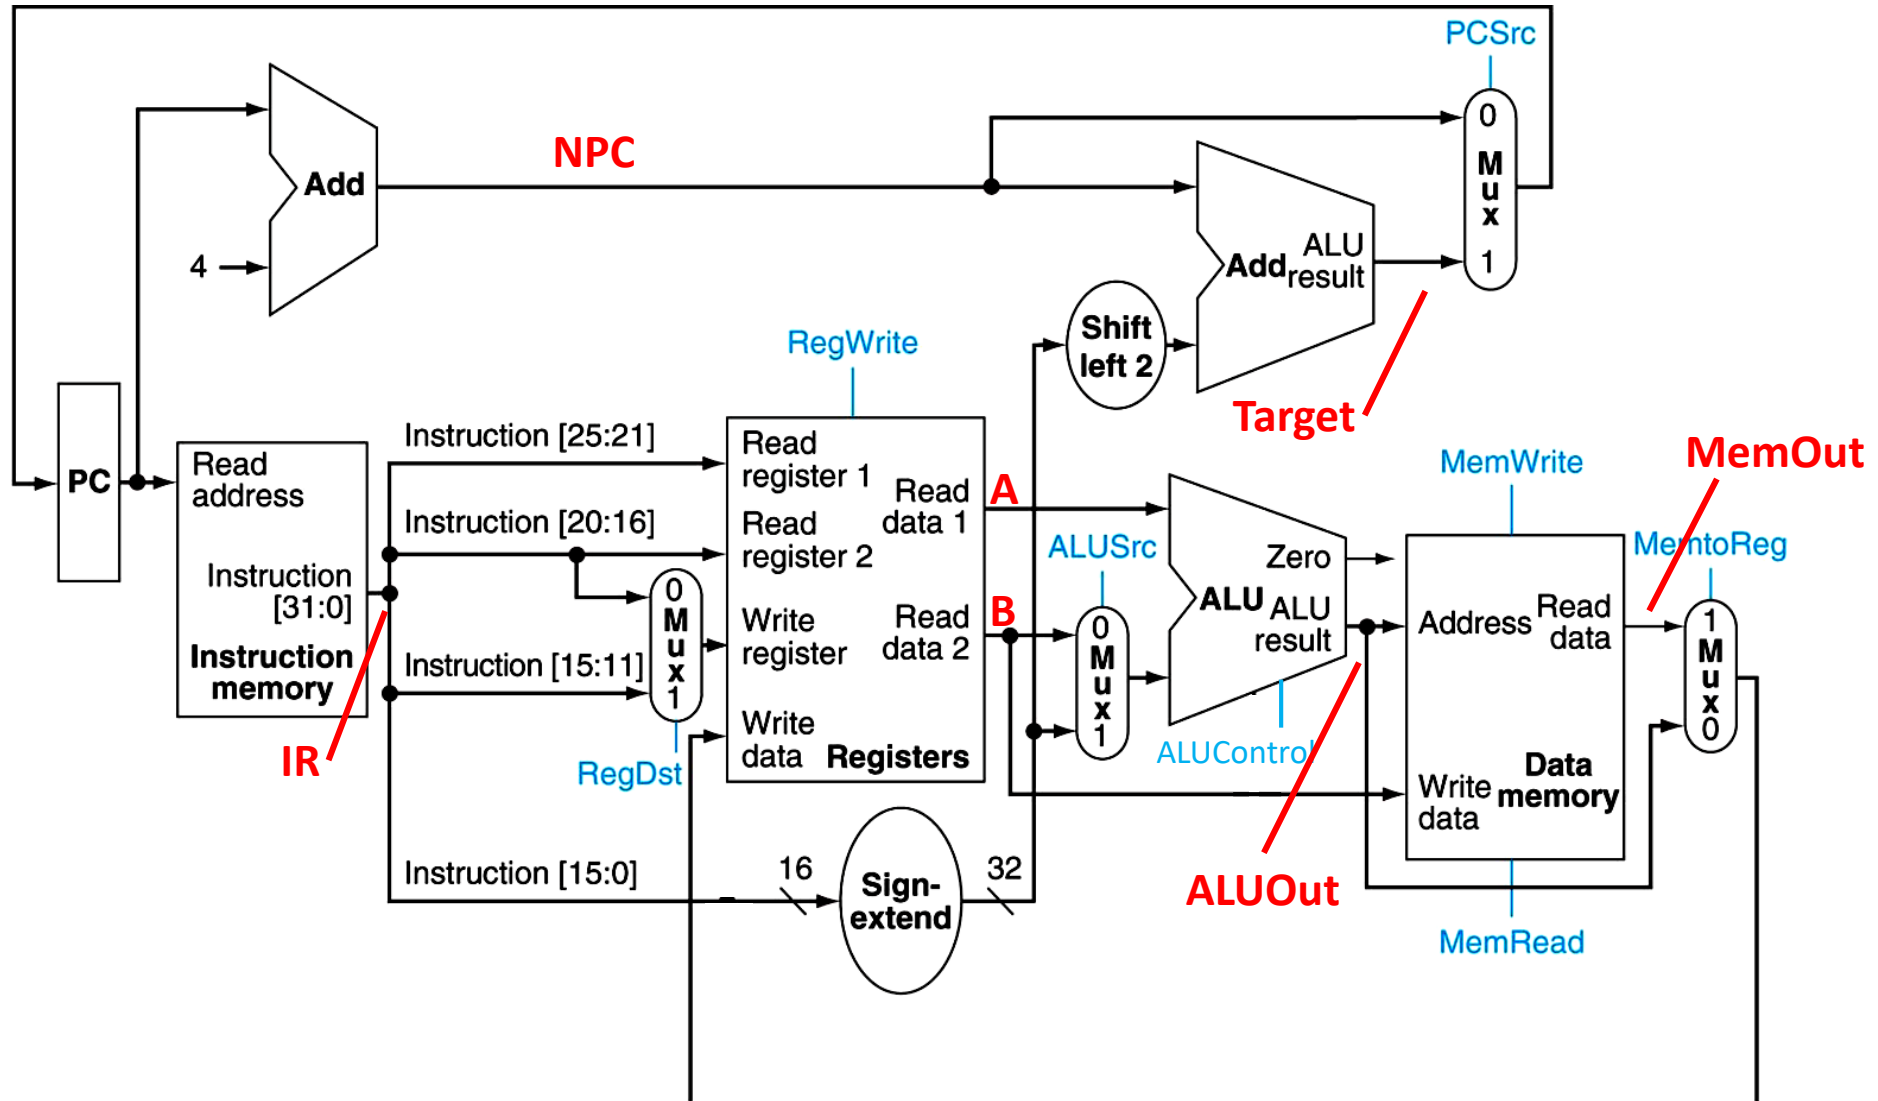 PCSrc
0
M
u
x
1
NPC
Add
4
Add
ALU
result
Shift
left 2
Target
RegWrite
PC
Read
address
Instruction
[31:0]
Instruction
memory
IR
Instruction [25:21]
Instruction [20:16]
Instruction [15:11]
Instruction [15:0]
0
M
u
x
1
RegDst
Read
register 1
Read
register 2
Write
register
Write
data
Read
data 1
Read
data 2
Registers
A
B
16
Sign-
extend
32
ALUSrc
0
M
u
x
1
Zero
ALU
ALU
result
ALUControl
ALUOut
MemWrite
MemOut
MemtoReg
Address
Read
data
Write
data
Data
memory
MemRead
1
M
u
x
0